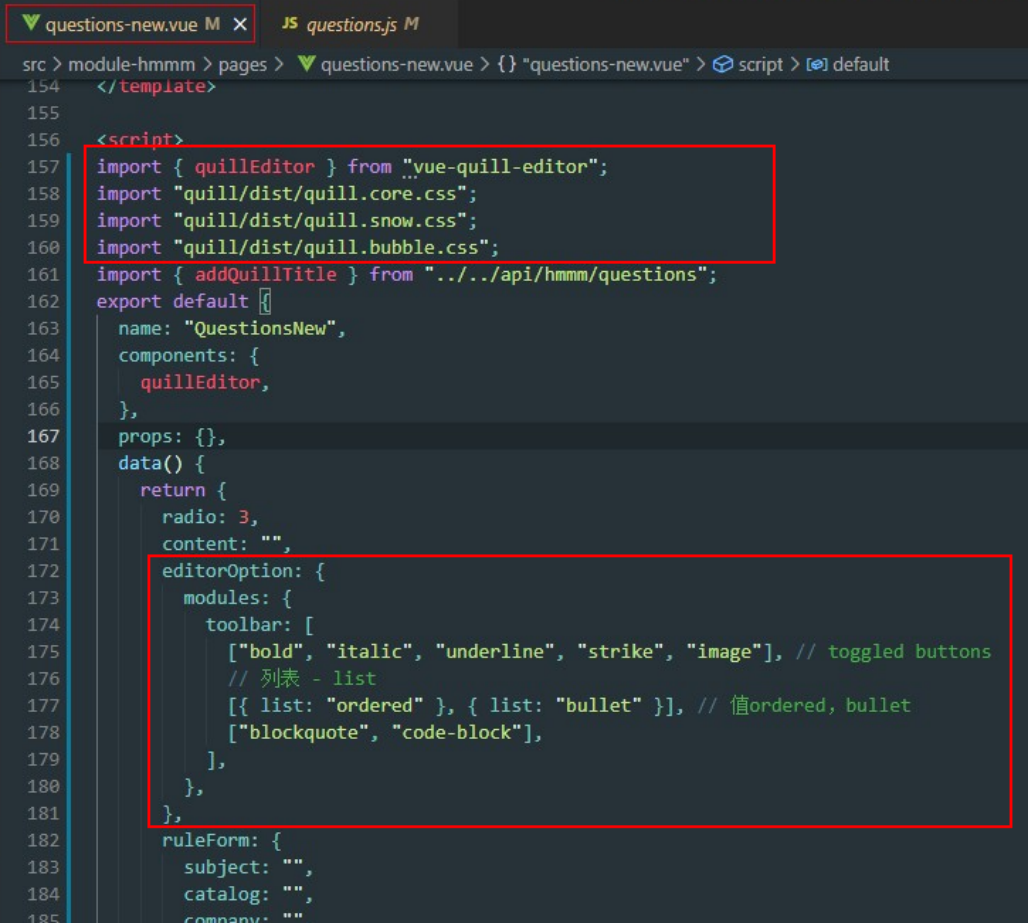 questions-new.vue M ×
JS questions.js M
src > module-hmmm > pages > questions-new.vue > {} "questions-new.vue" > script > default
154 </template>
155
156 <script>
157 import { quillEditor } from "vue-quill-editor";
158 import "quill/dist/quill.core.css";
159 import "quill/dist/quill.snow.css";
160 import "quill/dist/quill.bubble.css";
161 import { addQuillTitle } from "../../api/hmmm/questions";
162 export default {
163 name: "QuestionsNew",
164 components: {
165 quillEditor,
166 },
167 props: {},
168 data() {
169 return {
170 radio: 3,
171 content: "",
172 editorOption: {
173 modules: {
174 toolbar: [
175 ["bold", "italic", "underline", "strike", "image"], // toggled buttons
176 // 列表 - list
177 [{ list: "ordered" }, { list: "bullet" }], // 值ordered，bullet
178 ["blockquote", "code-block"],
179 ],
180 },
181 },
182 ruleForm: {
183 subject: "",
184 catalog: "",
185 company: ""